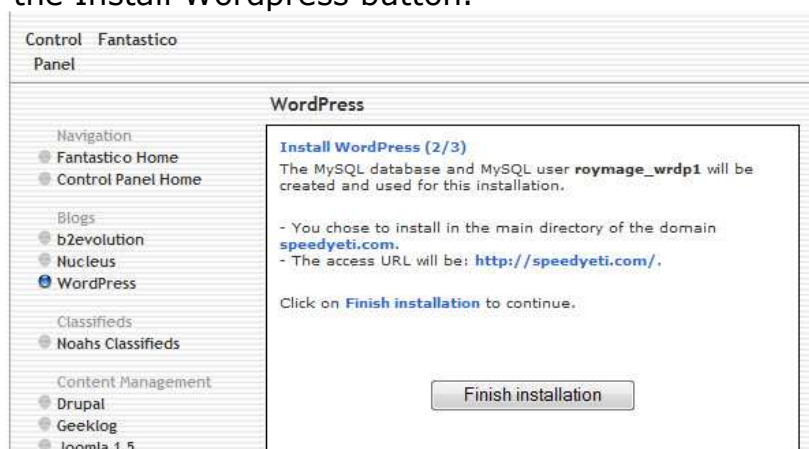 the Install Wordpress button.
Control Fantastico
Panel
WordPress
Navigation
Fantastico Home
Control Panel Home
Blogs
b2evolution
Nucleus
WordPress
Classifieds
Noahs Classifieds
Content Management
Drupal
Geeklog
Joomla 1.5
Install WordPress (2/3)
The MySQL database and MySQL user roymage_wrdp1 will be
created and used for this installation.
- You chose to install in the main directory of the domain
speedyeti.com.
- The access URL will be: http://speedyeti.com/.
Click on Finish installation to continue.
Finish installation